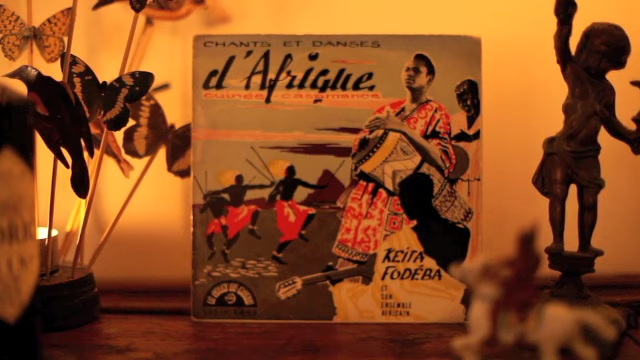 CHANTS ET DANSES
d'Afrique
GUINÉE CASAMANCE
KEITA
FODÉBA
ET
SON
ENSEMBLE
AFRICAIN